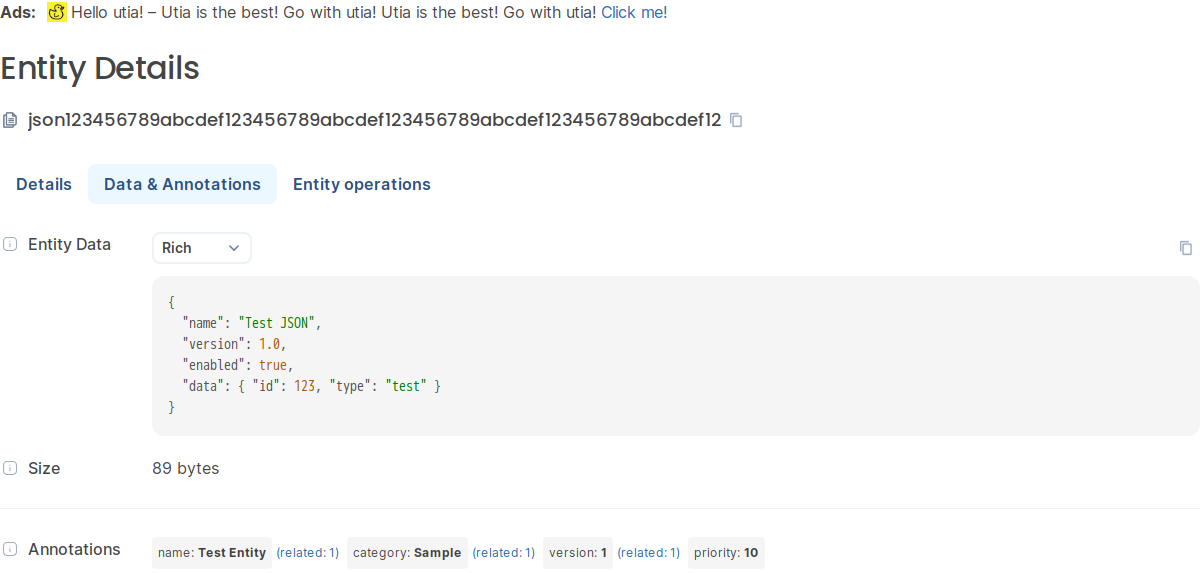 Ads: Hello utia! – Utia is the best! Go with utia! Utia is the best! Go with utia! Click me!
Entity Details
json123456789abcdef123456789abcdef123456789abcdef123456789abcdef12
Details Data & Annotations Entity operations
Entity Data Rich
{
"name": "Test JSON",
"version": 1.0,
"enabled": true,
"data": { "id": 123, "type": "test" }
}
Size 89 bytes
Annotations name: Test Entity (related: 1) category: Sample (related: 1) version: 1 (related: 1) priority: 10